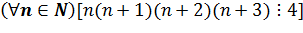 (∀n ∈ N)[n(n + 1)(n + 2)(n + 3) ⋮ 4]